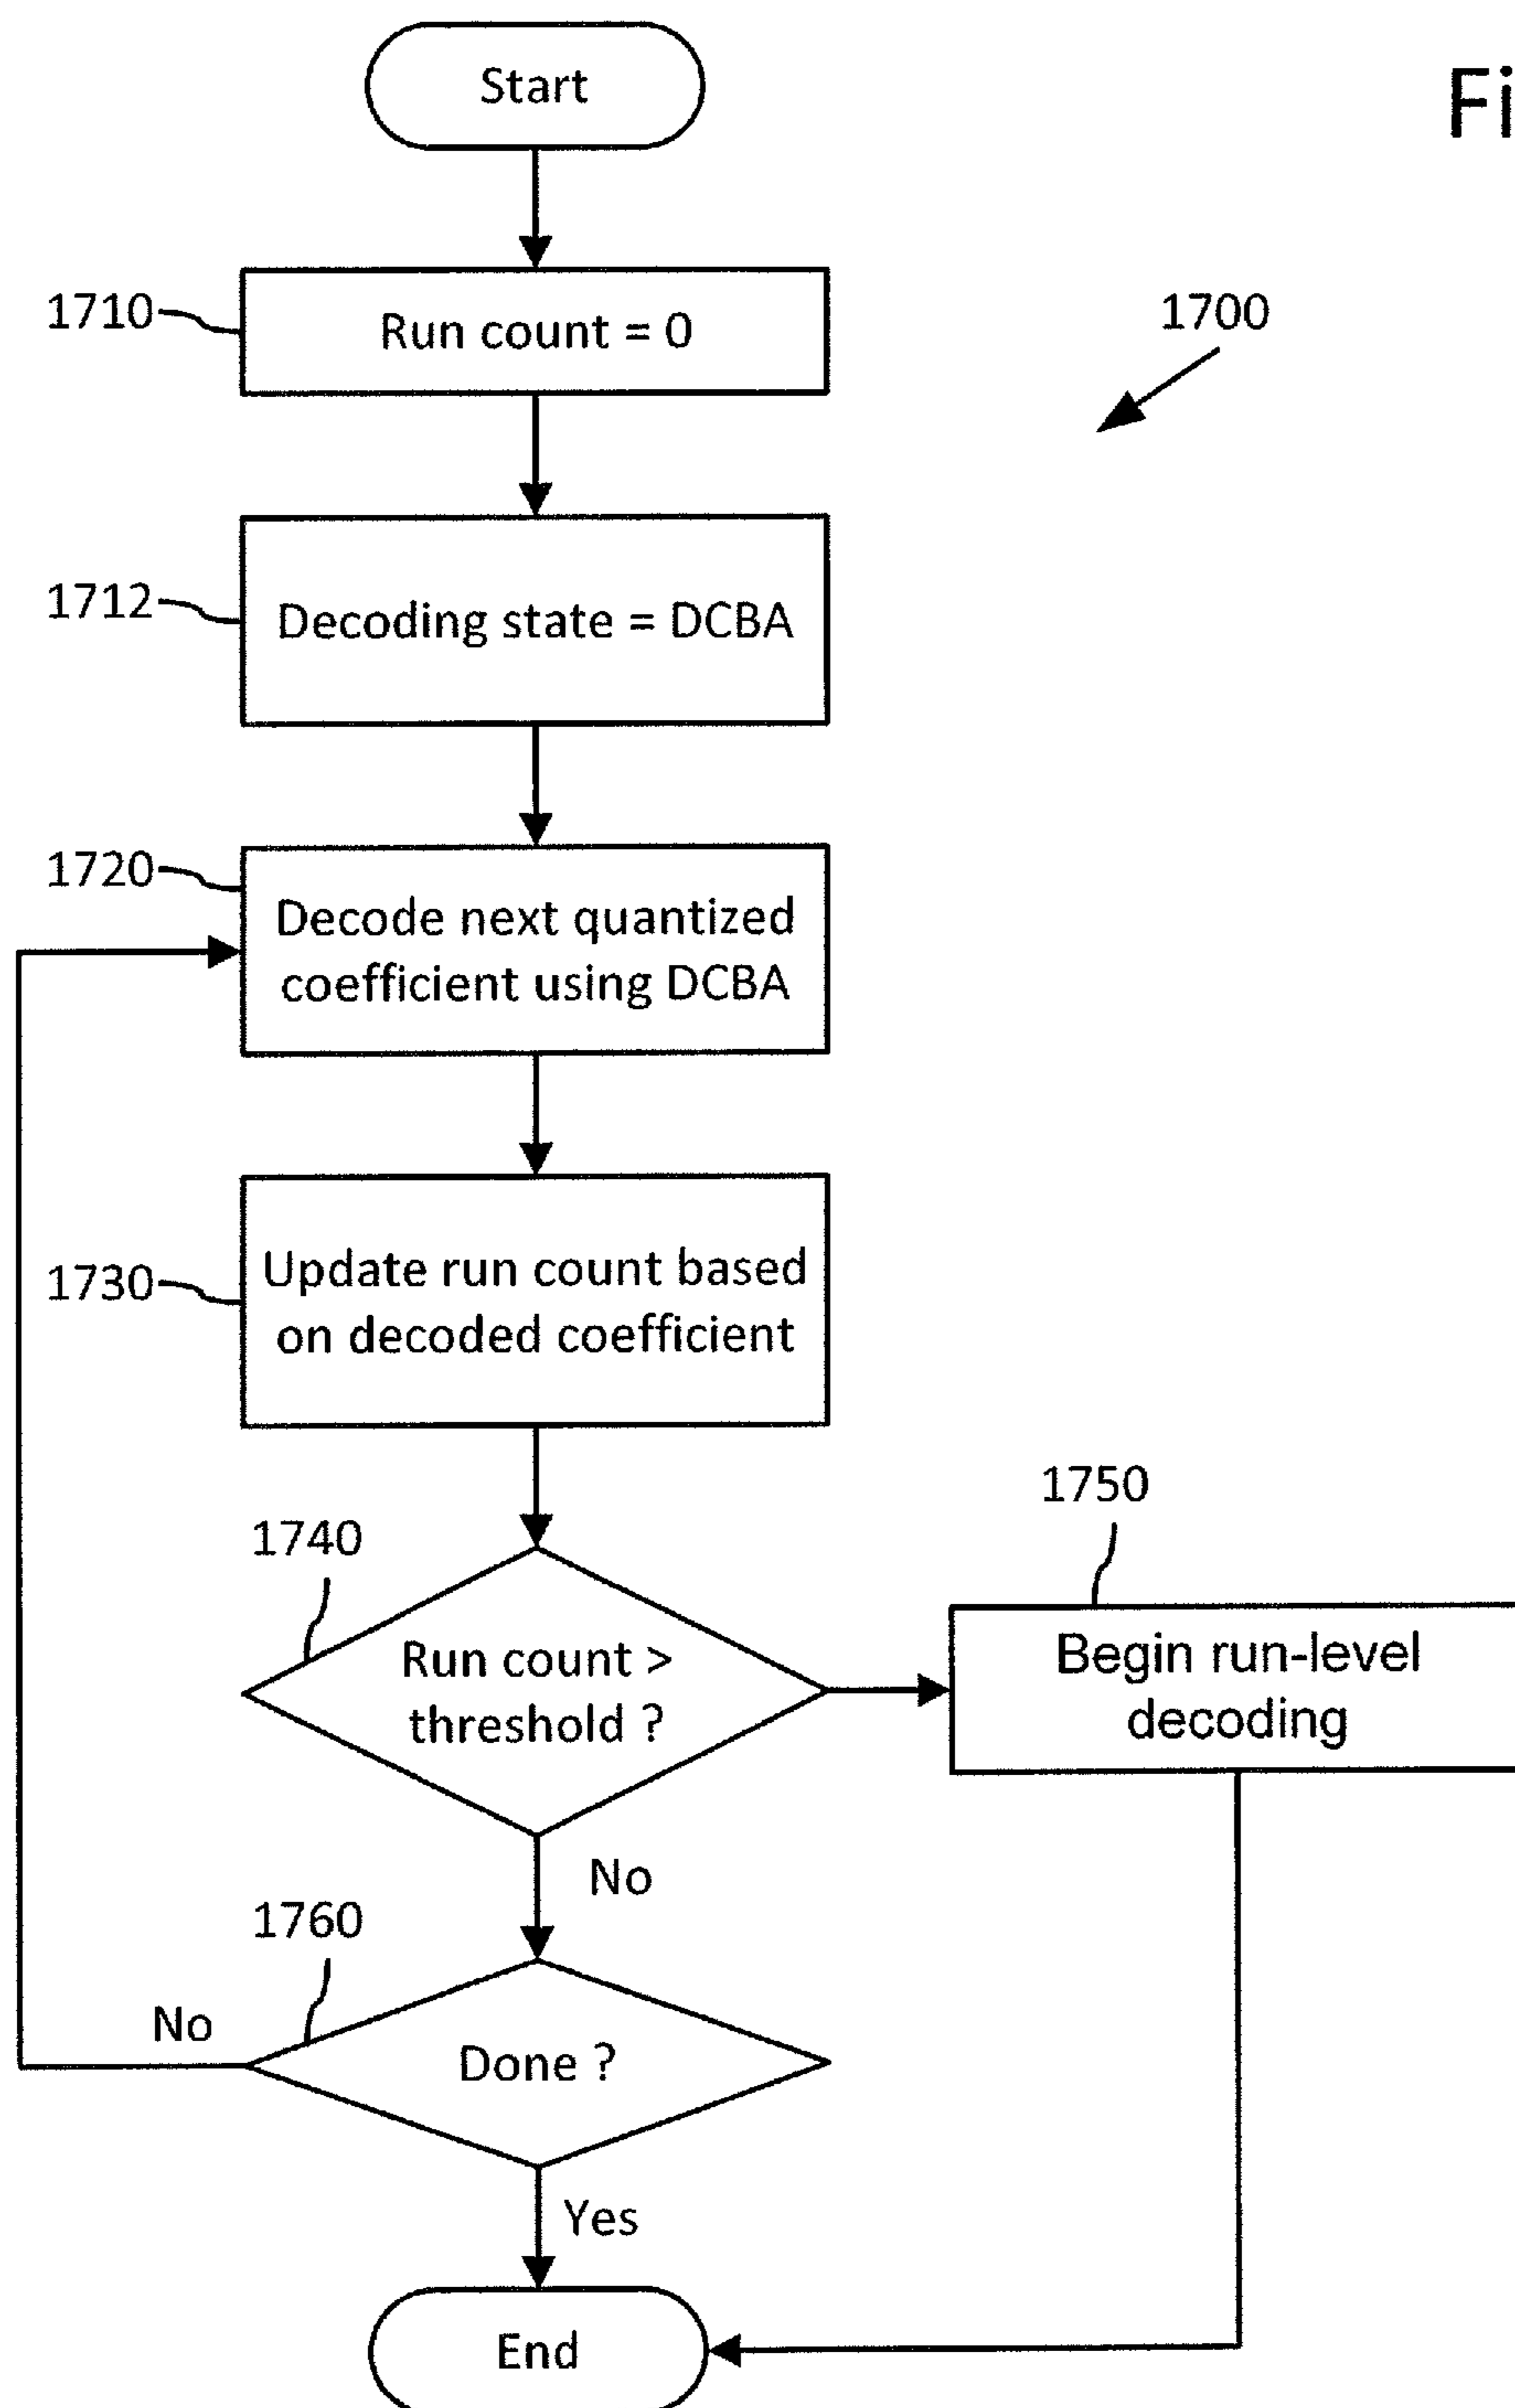 Start
Fi
1710
Run count = 0
1700
1712
Decoding state = DCBA
1720
Decode next quantized
coefficient using DCBA
1730
Update run count based
on decoded coefficient
1750
1740
Begin run-level
decoding
Run count >
threshold ?
No
1760
No
Done ?
Yes
End